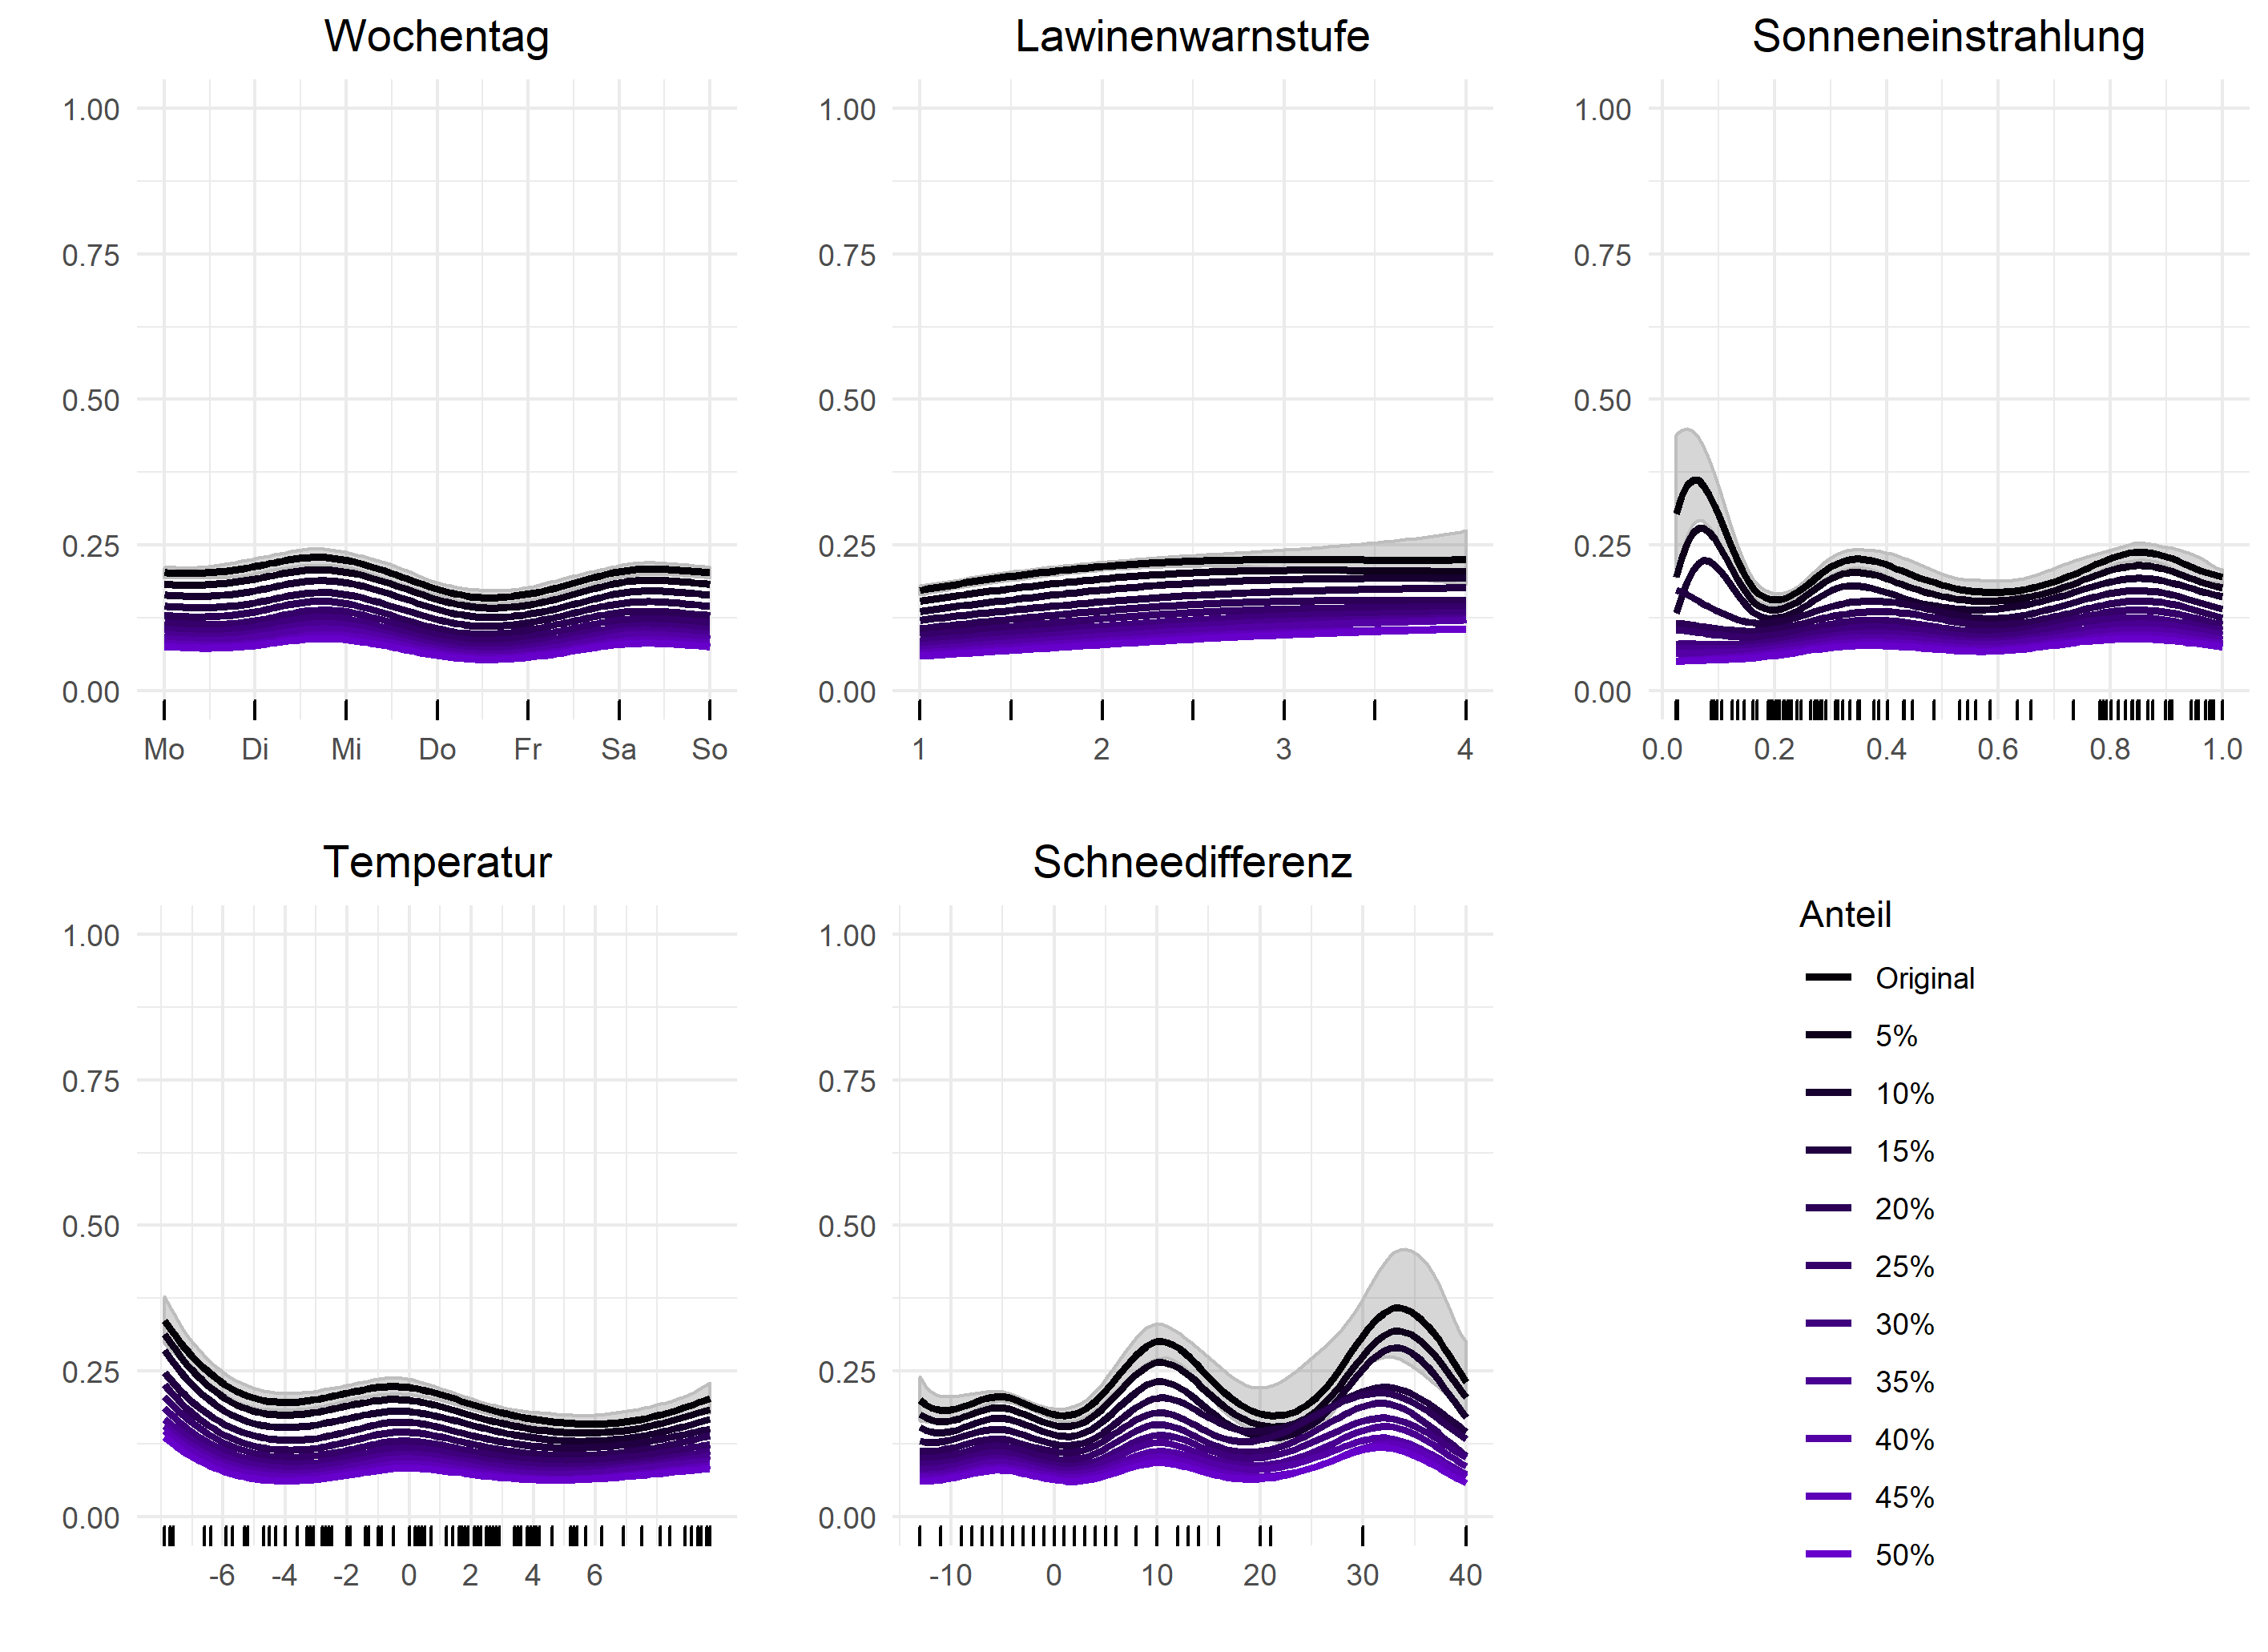 Wochentag
Lawinenwarnstufe
Sonneneinstrahlung
1.00
0.75
0.50
0.25
0.00
Mo Di Mi Do Fr Sa So
1.00
0.75
0.50
0.25
0.00
1 2 3 4
1.00
0.75
0.50
0.25
0.00
0.0 0.2 0.4 0.6 0.8 1.0
Temperatur
Schneedifferenz
1.00
0.75
0.50
0.25
0.00
-6 -4 -2 0 2 4 6
1.00
0.75
0.50
0.25
0.00
-10 0 10 20 30 40
Anteil
Original
5%
10%
15%
20%
25%
30%
35%
40%
45%
50%